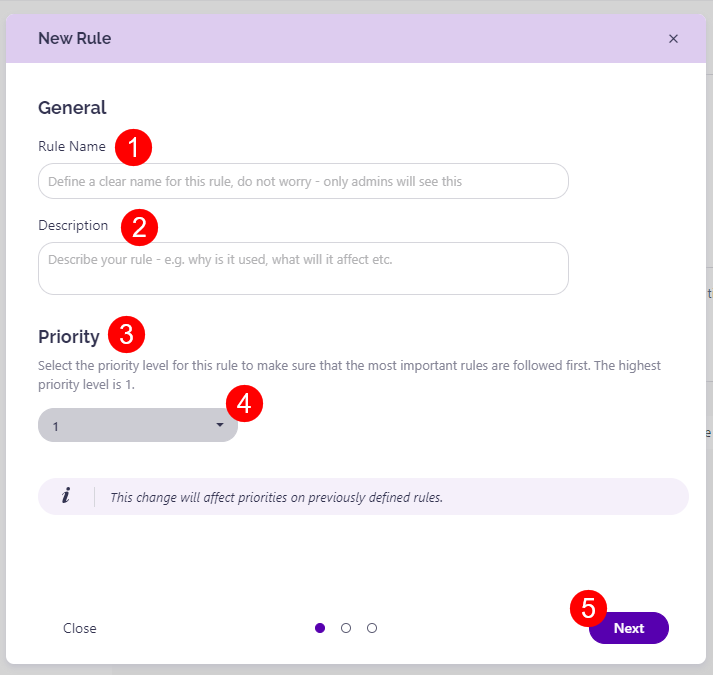 New Rule ×
General
Rule Name 1
Define a clear name for this rule, do not worry - only admins will see this
Description 2
Describe your rule - e.g. why is it used, what will it affect etc.
Priority 3
Select the priority level for this rule to make sure that the most important rules are followed first. The highest
priority level is 1.
4
1
i This change will affect priorities on previously defined rules.
5
Close Next